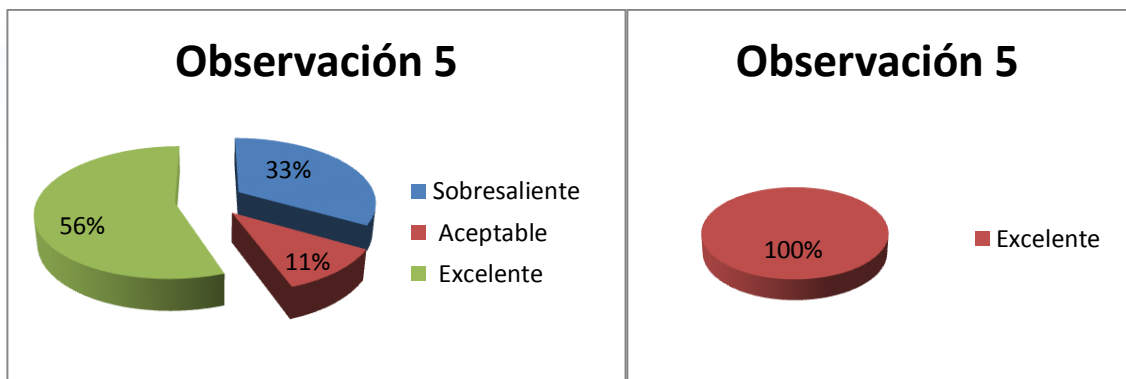 Observación 5
33%
56%
11%
Sobresaliente
Aceptable
Excelente
Observación 5
100%
Excelente